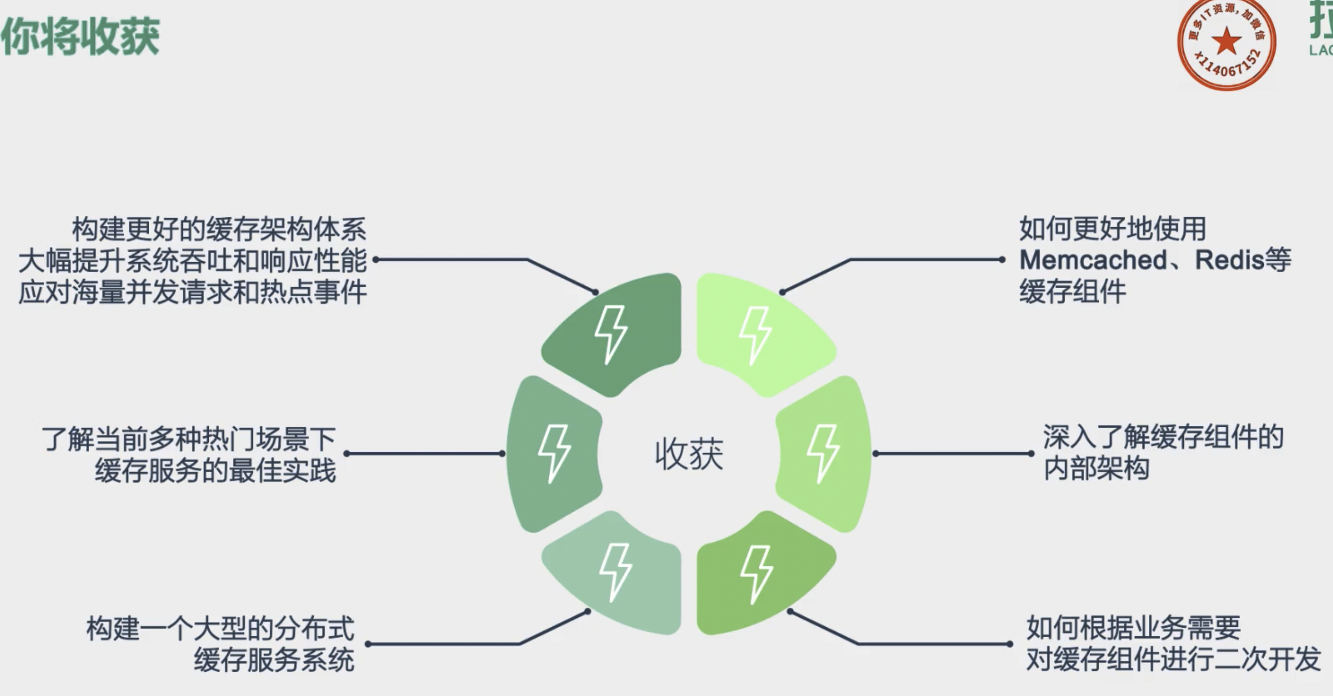 你将收获
更多IT资源，加微信
x114067152
构建更好的缓存架构体系
大幅提升系统吞吐和响应性能
应对海量并发请求和热点事件
如何更好地使用
Memcached、Redis等
缓存组件
了解当前多种热门场景下
缓存服务的最佳实践
收获
深入了解缓存组件的
内部架构
构建一个大型的分布式
缓存服务系统
如何根据业务需要
对缓存组件进行二次开发